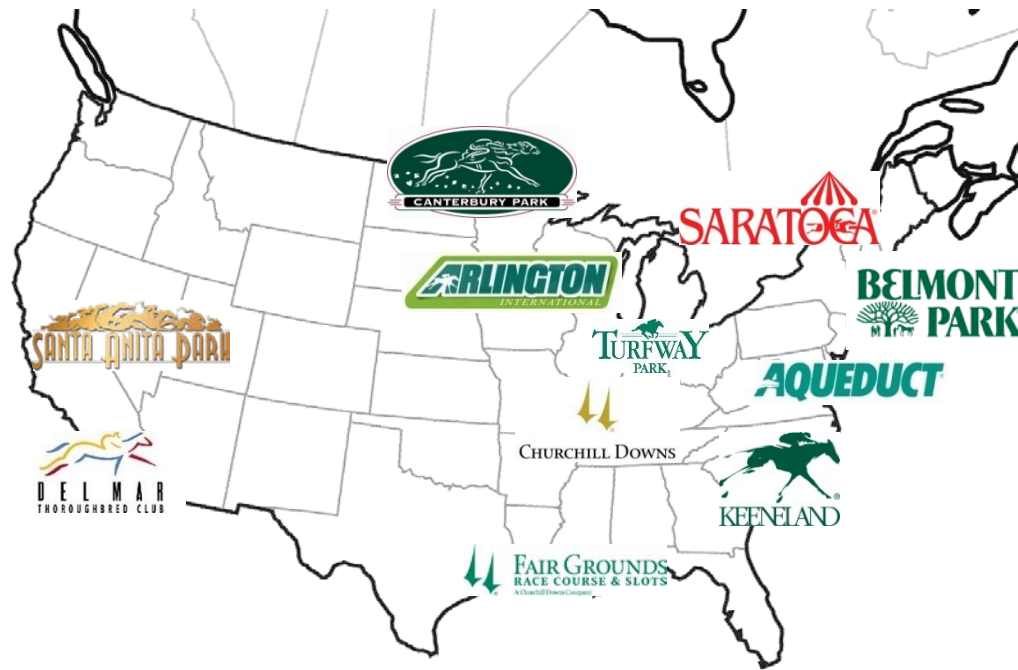 CANTERBURY PARK
SARATOGA
ARLINGTON
INTERNATIONAL
BELMONT
PARK
SANTA ANITA PARK
TURFWAY
PARK
AQUEDUCT
CHURCHILL DOWNS
DEL MAR
THOROUGHBRED CLUB
KEENELAND
FAIR GROUNDS
RACE COURSE & SLOTS
A Churchill Downs Company